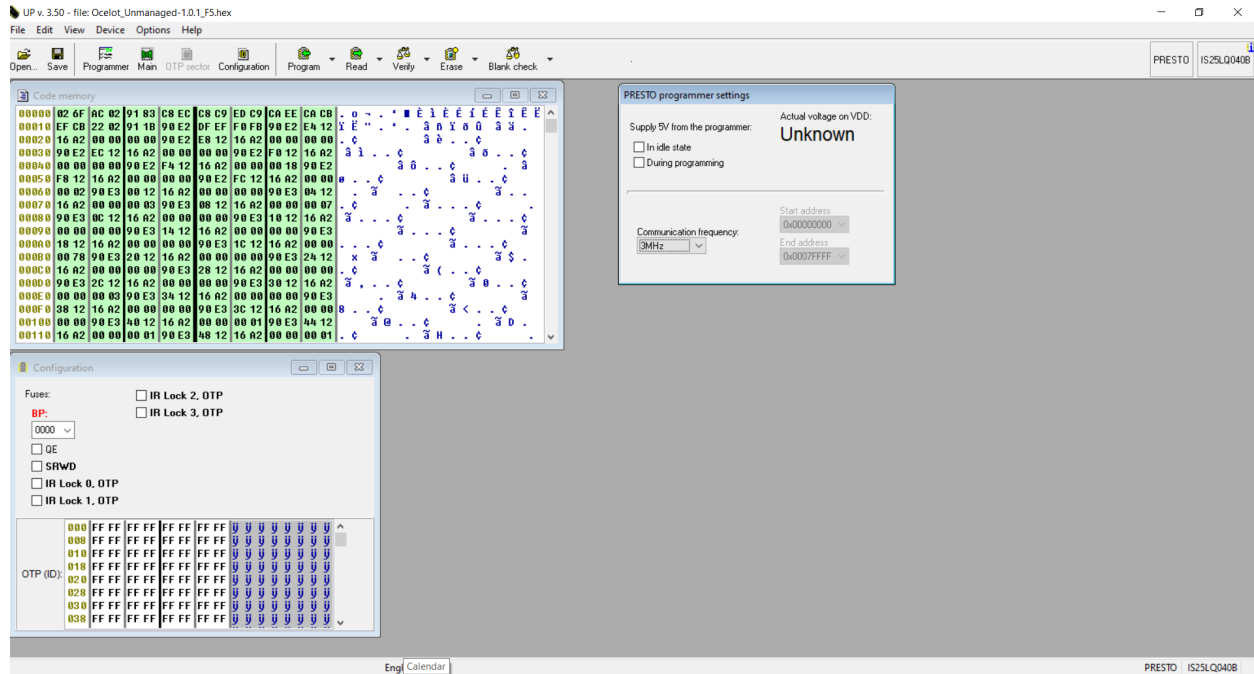 UP v. 3.50 - file: Ocelot_Unmanaged-1.0.1_F5.hex
File Edit View Device Options Help
Open... Save Programmer Main OTP sector Configuration Program Read Verify Erase Blank check PRESTO IS25LQ040B
Code memory
00000 02 6F AC 02 91 83 C8 EC C8 C9 ED C9 CA EE CA CB
00010 EF CB 22 02 91 1B 90 E2 DF EF F0 FB 90 E2 E4 12
00020 16 A2 00 00 00 00 90 E2 E8 12 16 A2 00 00 00 00
00030 90 E2 EC 12 16 A2 00 00 00 00 90 E2 F0 12 16 A2
00040 00 00 00 00 90 E2 F4 12 16 A2 00 00 00 18 90 E2
00050 F8 12 16 A2 00 00 00 00 90 E2 FC 12 16 A2 00 00
00060 00 02 90 E3 00 12 16 A2 00 00 00 00 90 E3 04 12
00070 16 A2 00 00 00 03 90 E3 08 12 16 A2 00 00 00 07
00080 90 E3 0C 12 16 A2 00 00 00 00 90 E3 10 12 16 A2
00090 00 00 00 00 90 E3 14 12 16 A2 00 00 00 00 90 E3
000A0 18 12 16 A2 00 00 00 00 90 E3 1C 12 16 A2 00 00
000B0 00 78 90 E3 20 12 16 A2 00 00 00 00 90 E3 24 12
000C0 16 A2 00 00 00 00 90 E3 28 12 16 A2 00 00 00 00
000D0 90 E3 2C 12 16 A2 00 00 00 00 90 E3 30 12 16 A2
000E0 00 00 00 03 90 E3 34 12 16 A2 00 00 00 00 90 E3
000F0 38 12 16 A2 00 00 00 00 90 E3 3C 12 16 A2 00 00
00100 00 00 90 E3 40 12 16 A2 00 00 00 01 90 E3 44 12
00110 16 A2 00 00 00 01 90 E3 48 12 16 A2 00 00 00 01
PRESTO programmer settings
Supply 5V from the programmer:
In idle state
During programming
Actual voltage on VDD:
Unknown
Communication frequency:
3MHz
Start address
0x00000000
End address
0x0007FFFF
Configuration
Fuses:
BP:
0000
QE
SRWD
IR Lock 0, OTP
IR Lock 1, OTP
IR Lock 2, OTP
IR Lock 3, OTP
OTP (ID):
000 FF FF FF FF FF FF FF FF ÿ ÿ ÿ ÿ ÿ ÿ ÿ ÿ
008 FF FF FF FF FF FF FF FF ÿ ÿ ÿ ÿ ÿ ÿ ÿ ÿ
010 FF FF FF FF FF FF FF FF ÿ ÿ ÿ ÿ ÿ ÿ ÿ ÿ
018 FF FF FF FF FF FF FF FF ÿ ÿ ÿ ÿ ÿ ÿ ÿ ÿ
020 FF FF FF FF FF FF FF FF ÿ ÿ ÿ ÿ ÿ ÿ ÿ ÿ
028 FF FF FF FF FF FF FF FF ÿ ÿ ÿ ÿ ÿ ÿ ÿ ÿ
030 FF FF FF FF FF FF FF FF ÿ ÿ ÿ ÿ ÿ ÿ ÿ ÿ
038 FF FF FF FF FF FF FF FF ÿ ÿ ÿ ÿ ÿ ÿ ÿ ÿ
Calendar
PRESTO IS25LQ040B